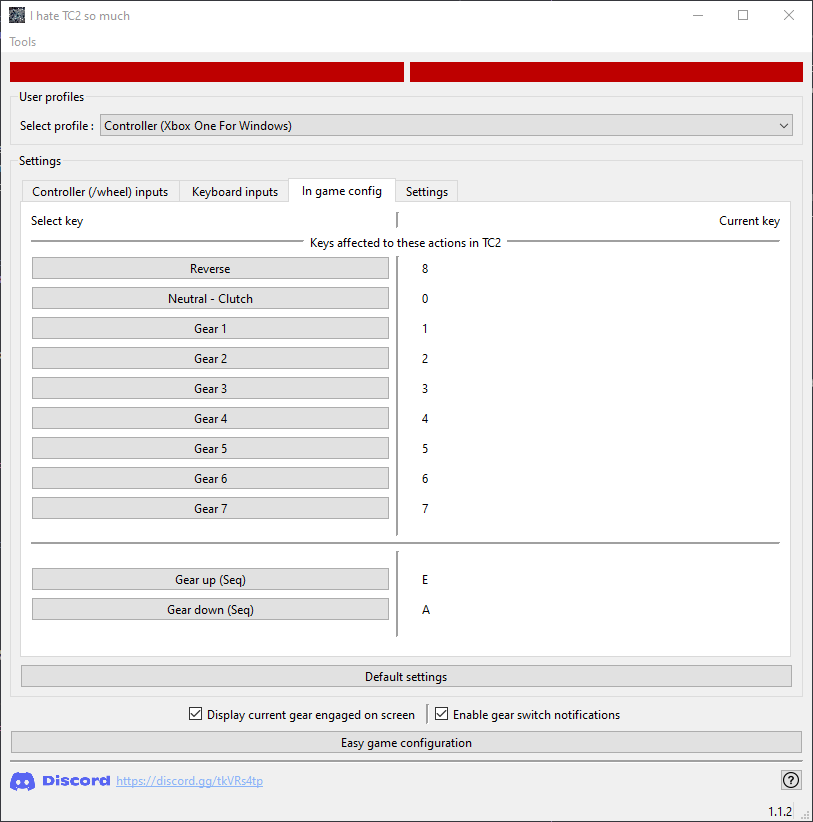 I hate TC2 so much
Tools
User profiles
Select profile : Controller (Xbox One For Windows)
Settings
Controller (/wheel) inputs Keyboard inputs In game config Settings
Select key Current key
Keys affected to these actions in TC2
Reverse 8
Neutral - Clutch 0
Gear 1 1
Gear 2 2
Gear 3 3
Gear 4 4
Gear 5 5
Gear 6 6
Gear 7 7
Gear up (Seq) E
Gear down (Seq) A
Default settings
Display current gear engaged on screen Enable gear switch notifications
Easy game configuration
Discord https://discord.gg/tkVRs4tp ?
1.1.2